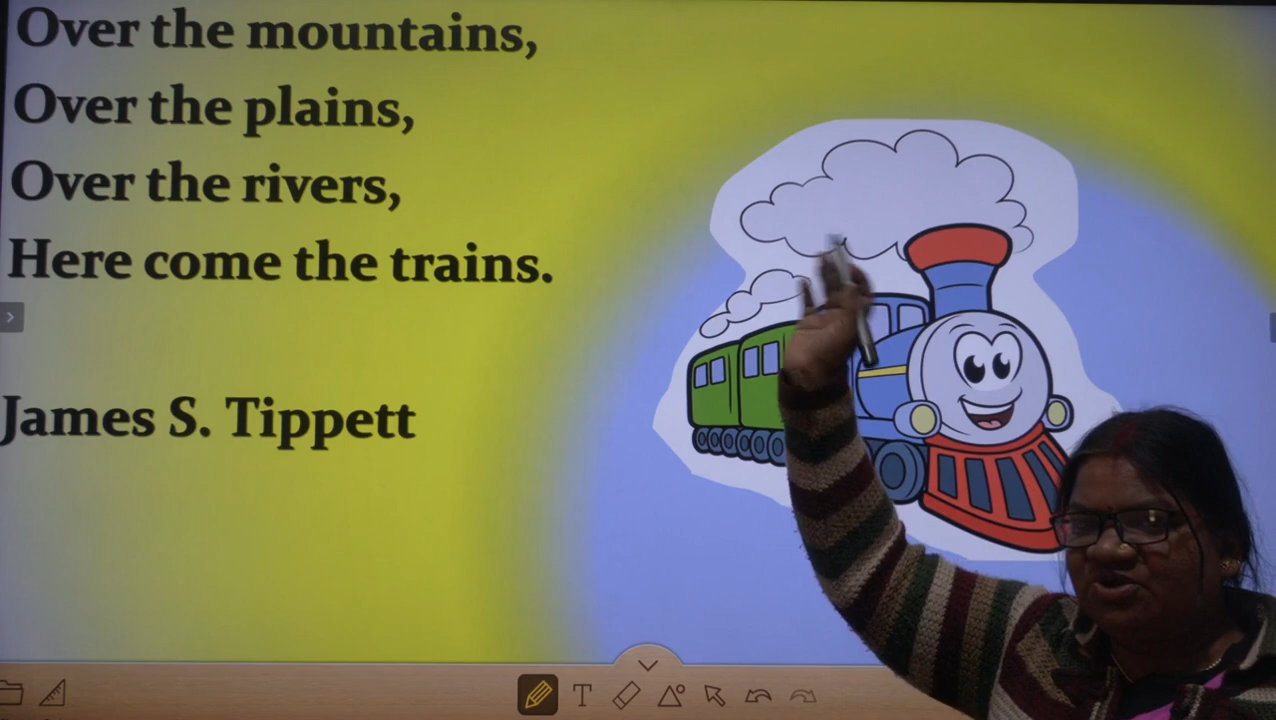 Over the mountains,
Over the plains,
Over the rivers,
Here come the trains.
James S. Tippett
T